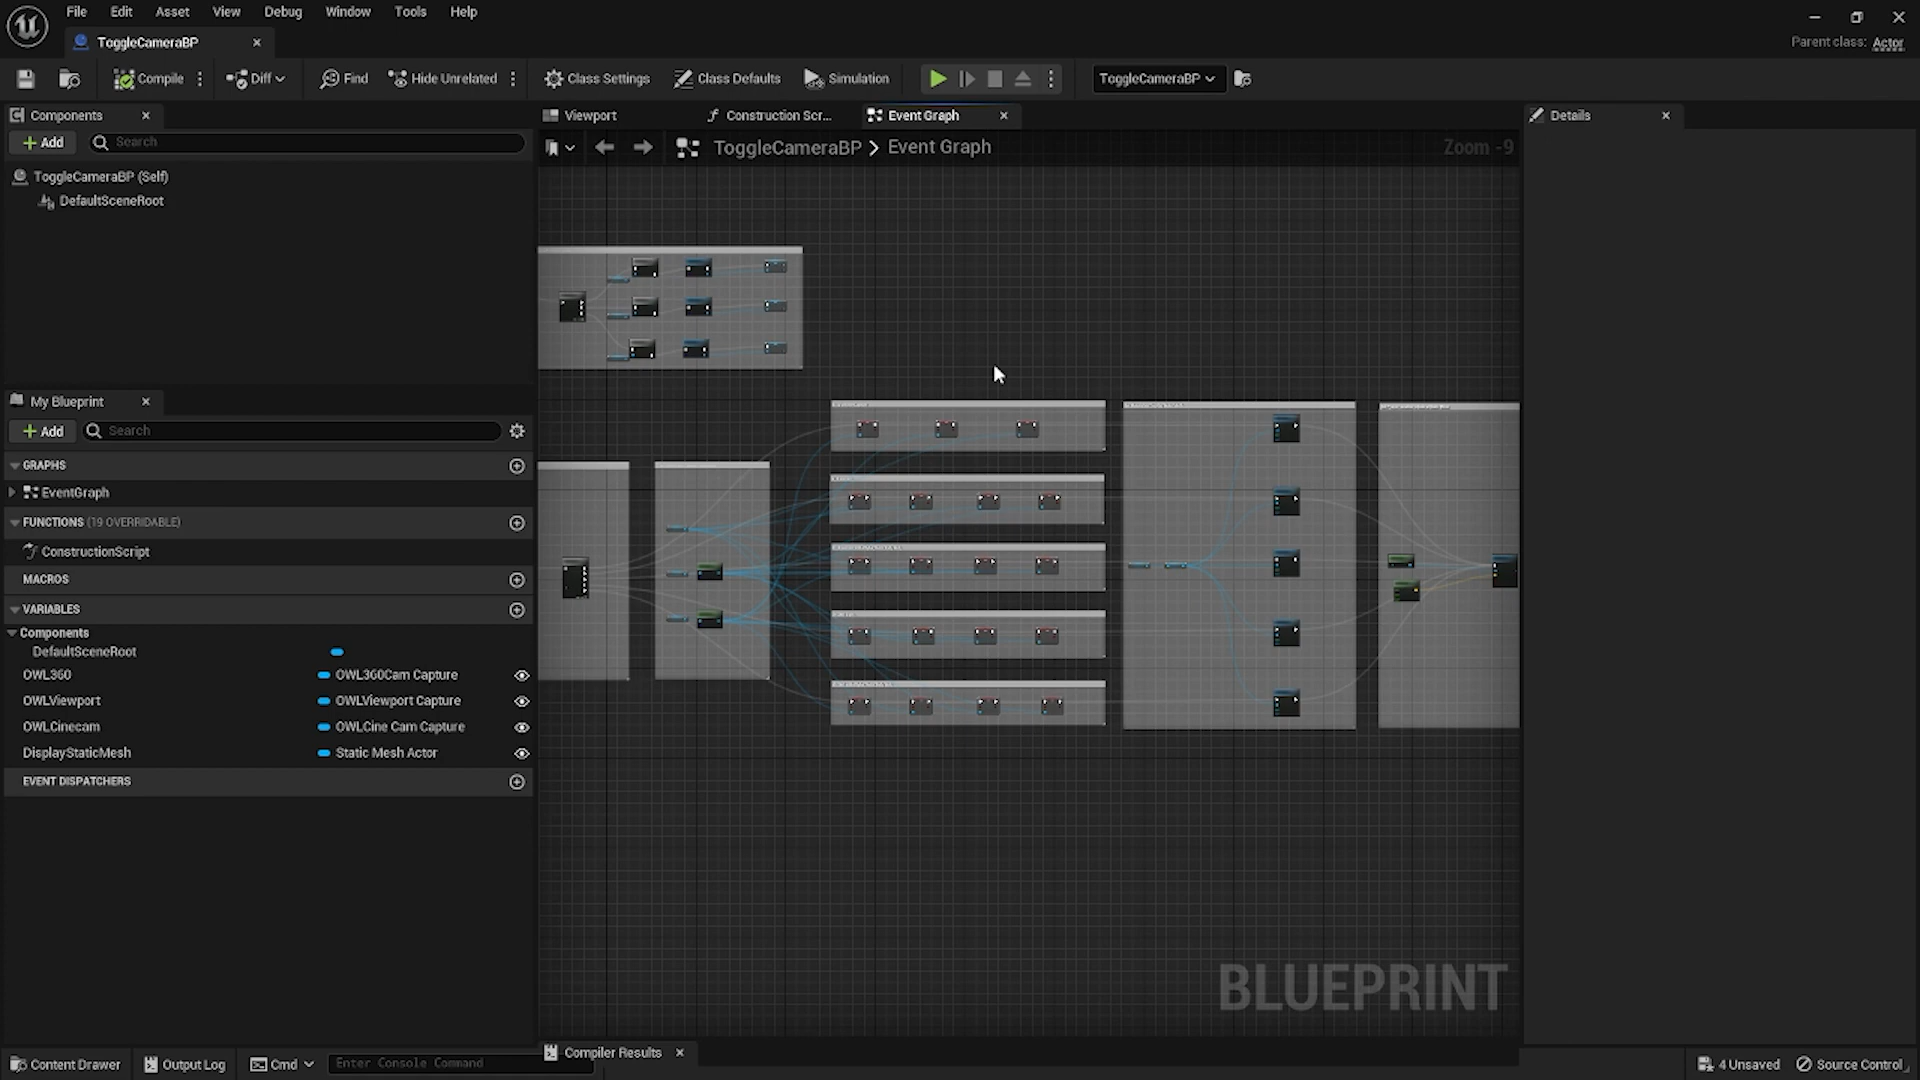 File Edit Asset View Debug Window Tools Help
ToggleCameraBP
Parent class: Actor
Compile Diff Find Hide Unrelated Class Settings Class Defaults Simulation ToggleCameraBP
Components
Add Search
ToggleCameraBP (Self)
DefaultSceneRoot
My Blueprint
Add Search
GRAPHS
EventGraph
FUNCTIONS (19 OVERRIDABLE)
ConstructionScript
MACROS
VARIABLES
Components
DefaultSceneRoot
OWL360 OWL360Cam Capture
OWLViewport OWLViewport Capture
OWLCinecam OWLCine Cam Capture
DisplayStaticMesh Static Mesh Actor
EVENT DISPATCHERS
Viewport Construction Scr... Event Graph
ToggleCameraBP > Event Graph
Zoom -9
BLUEPRINT
Details
Compiler Results
Content Drawer Output Log Cmd Enter Console Command
4 Unsaved Source Control